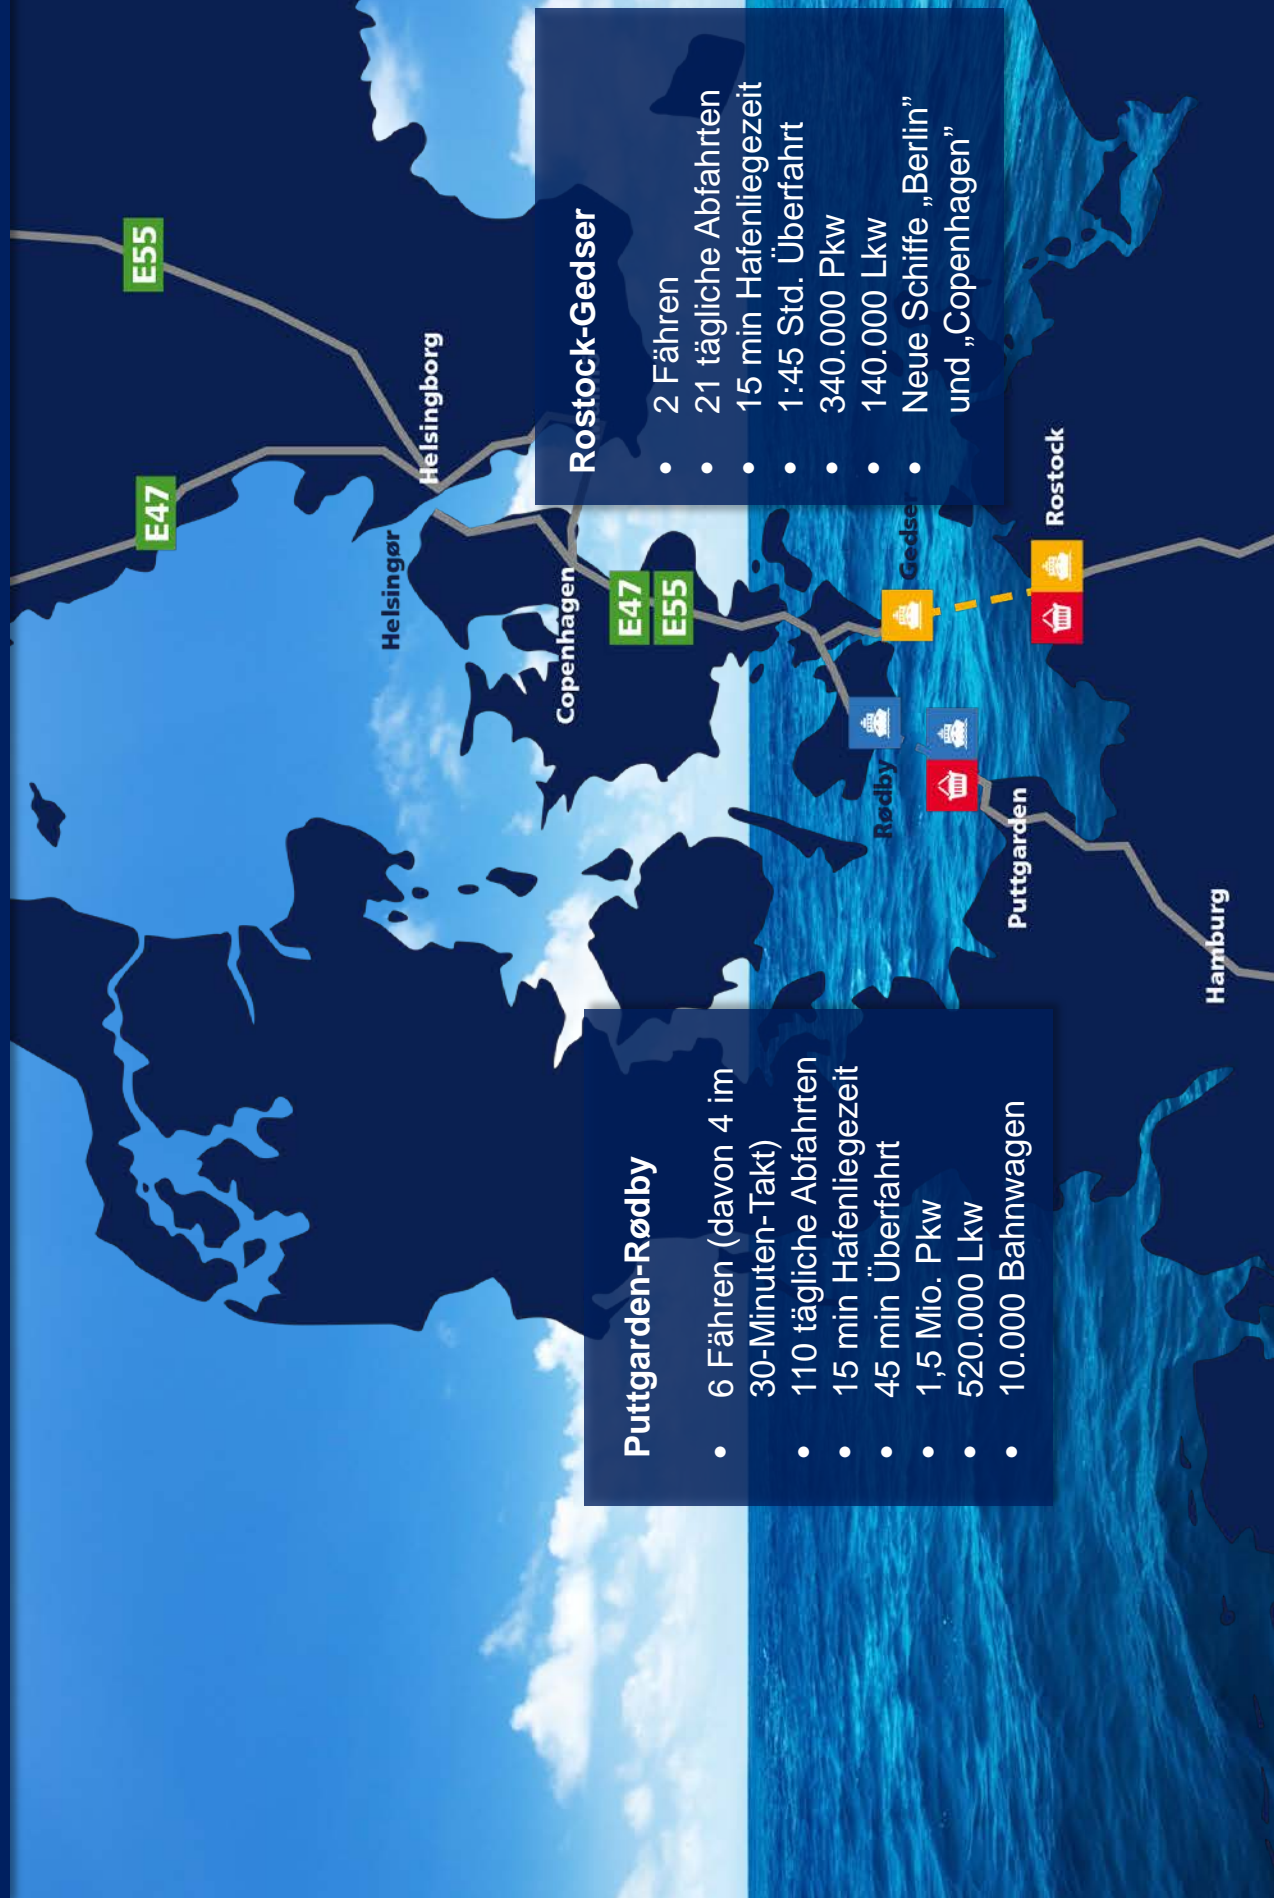 E55
E47
Helsingborg
Helsingør
Copenhagen
E47
E55
Gedser
Rødby
Rostock
Puttgarden
Hamburg
Puttgarden-Rødby
• 6 Fähren (davon 4 im
30-Minuten-Takt)
• 110 tägliche Abfahrten
• 15 min Hafenliegezeit
• 45 min Überfahrt
• 1,5 Mio. Pkw
• 520.000 Lkw
• 10.000 Bahnwagen
Rostock-Gedser
• 2 Fähren
• 21 tägliche Abfahrten
• 15 min Hafenliegezeit
• 1:45 Std. Überfahrt
• 340.000 Pkw
• 140.000 Lkw
• Neue Schiffe „Berlin”
und „Copenhagen”